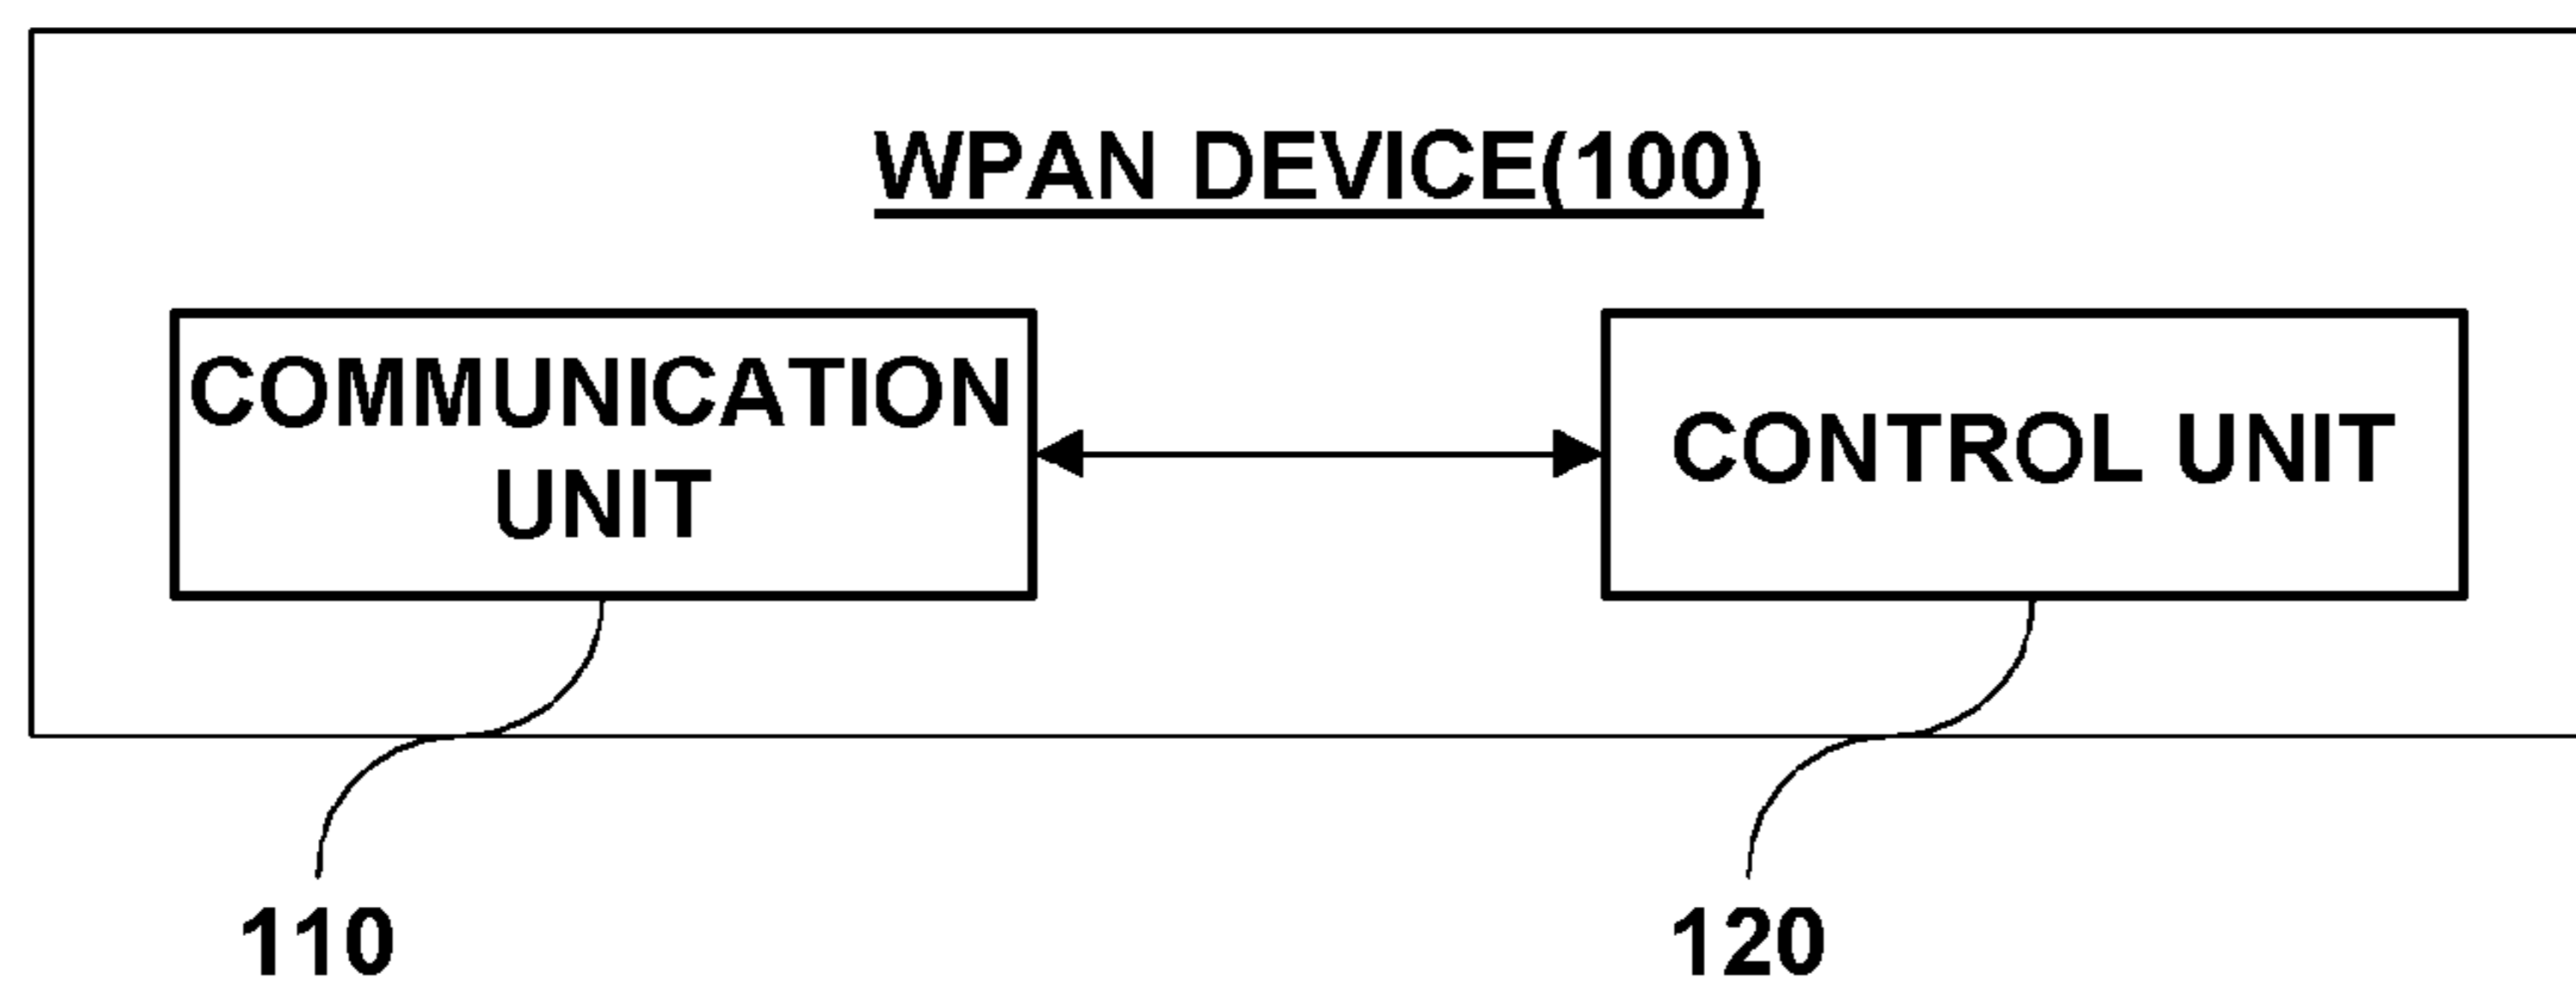 WPAN DEVICE(100)
COMMUNICATION
UNIT
CONTROL UNIT
110
120